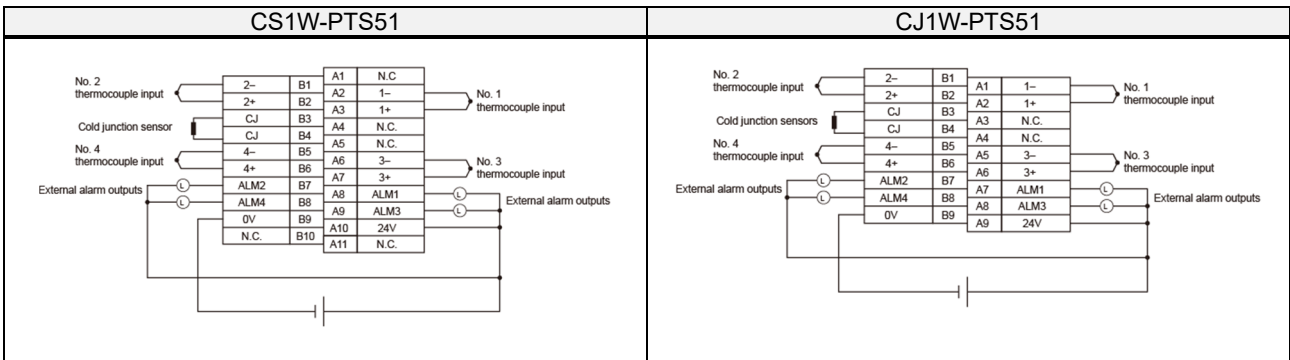 CS1W-PTS51
No. 2
thermocouple input
Cold junction sensor
No. 4
thermocouple input
External alarm outputs
2– B1
2+ B2
CJ B3
CJ B4
4– B5
4+ B6
ALM2 B7
ALM4 B8
0V B9
N.C. B10
A1 N.C
A2 1–
A3 1+
A4 N.C.
A5 N.C.
A6 3–
A7 3+
A8 ALM1
A9 ALM3
A10 24V
A11 N.C.
L
L
L
L
No. 1
thermocouple input
No. 3
thermocouple input
External alarm outputs
CJ1W-PTS51
No. 2
thermocouple input
Cold junction sensors
No. 4
thermocouple input
External alarm outputs
2– B1
2+ B2
CJ B3
CJ B4
4– B5
4+ B6
ALM2 B7
ALM4 B8
0V B9
A1 1–
A2 1+
A3 N.C.
A4 N.C.
A5 3–
A6 3+
A7 ALM1
A8 ALM3
A9 24V
L
L
L
L
No. 1
thermocouple input
No. 3
thermocouple input
External alarm outputs